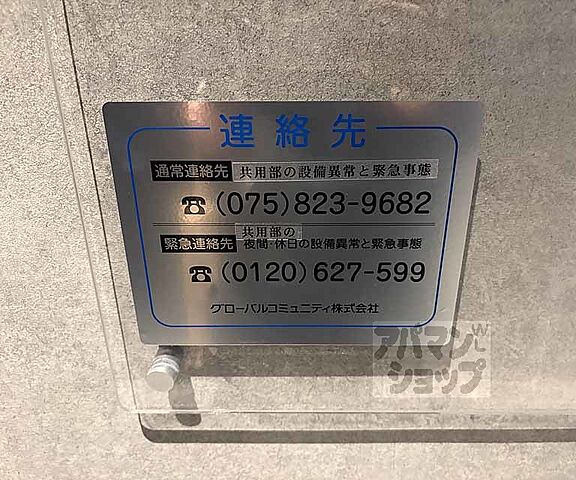 連絡先
通常連絡先 共用部の設備異常と緊急事態
☎(075)823-9682
共用部の
緊急連絡先 夜間・休日の設備異常と緊急事態
☎(0120)627-599
グローバルコミュニティ株式会社
アパマン
ショップ
WL